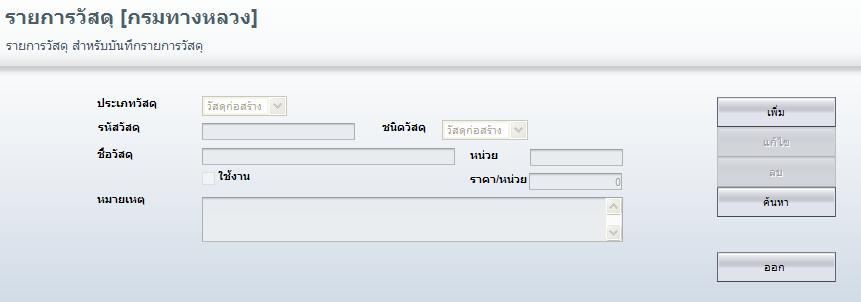 รายการวัสดุ [กรมทางหลวง]
รายการวัสดุ สำหรับบันทึกรายการวัสดุ
ประเภทวัสดุ วัสดุก่อสร้าง เพิ่ม
รหัสวัสดุ ชนิดวัสดุ วัสดุก่อสร้าง
แก้ไข
ชื่อวัสดุ หน่วย
ลบ
ใช้งาน ราคา/หน่วย 0
หมายเหตุ ค้นหา
ออก